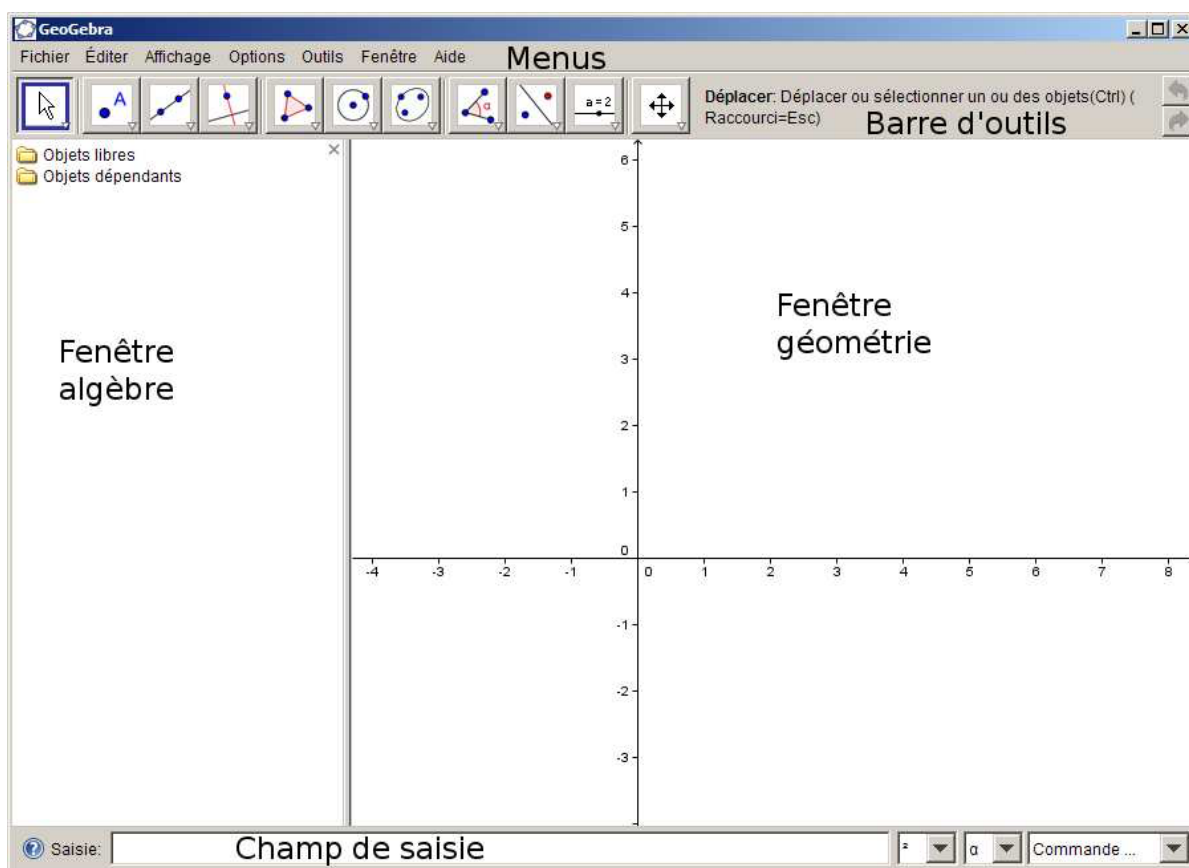 GeoGebra
Fichier Éditer Affichage Options Outils Fenêtre Aide Menus
A α a = 2
Déplacer: Déplacer ou sélectionner un ou des objets(Ctrl) (
Raccourci=Esc) Barre d'outils
Objets libres
Objets dépendants
6
5
4
Fenêtre
géométrie
Fenêtre
algèbre
3
2
1
0
-4 -3 -2 -1 0 1 2 3 4 5 6 7 8
-1
-2
-3
Saisie: Champ de saisie ² α Commande ...